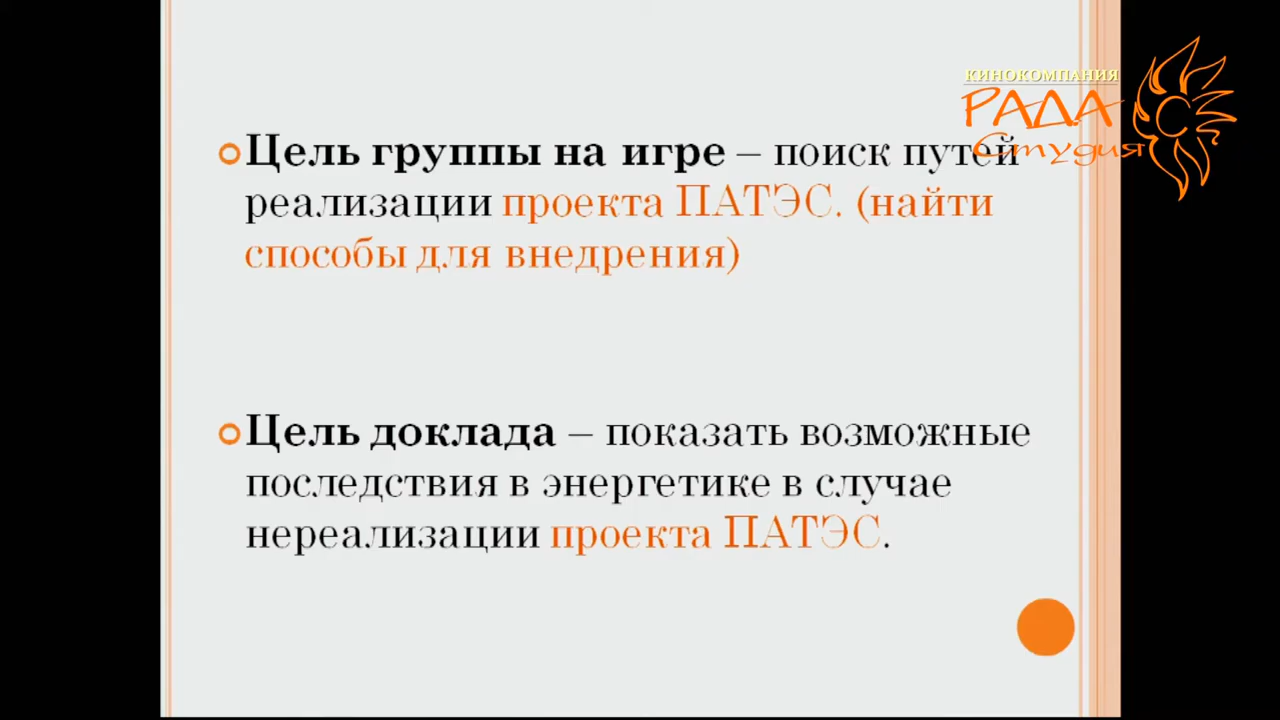 КИНОКОМПАНИЯ
РАДА
Студия
Цель группы на игре – поиск путей
реализации проекта ПАТЭС. (найти
способы для внедрения)
Цель доклада – показать возможные
последствия в энергетике в случае
нереализации проекта ПАТЭС.